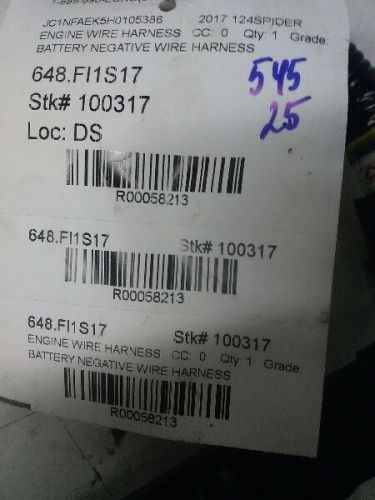 JC1NFAEK5H0105386 2017 124SPIDER
ENGINE WIRE HARNESS CC: 0 Qty: 1 Grade:
BATTERY NEGATIVE WIRE HARNESS
648.FI1S17
545
Stk# 100317
25
Loc: DS
R00058213
648.FI1S17 Stk# 100317
R00058213
648.FI1S17 Stk# 100317
ENGINE WIRE HARNESS CC: 0 Qty: 1 Grade:
BATTERY NEGATIVE WIRE HARNESS
R00058213